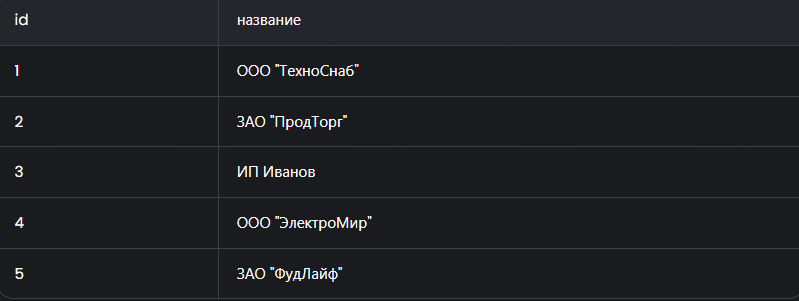 id название
1 ООО "ТехноСнаб"
2 ЗАО "ПродТорг"
3 ИП Иванов
4 ООО "ЭлектроМир"
5 ЗАО "ФудЛайф"